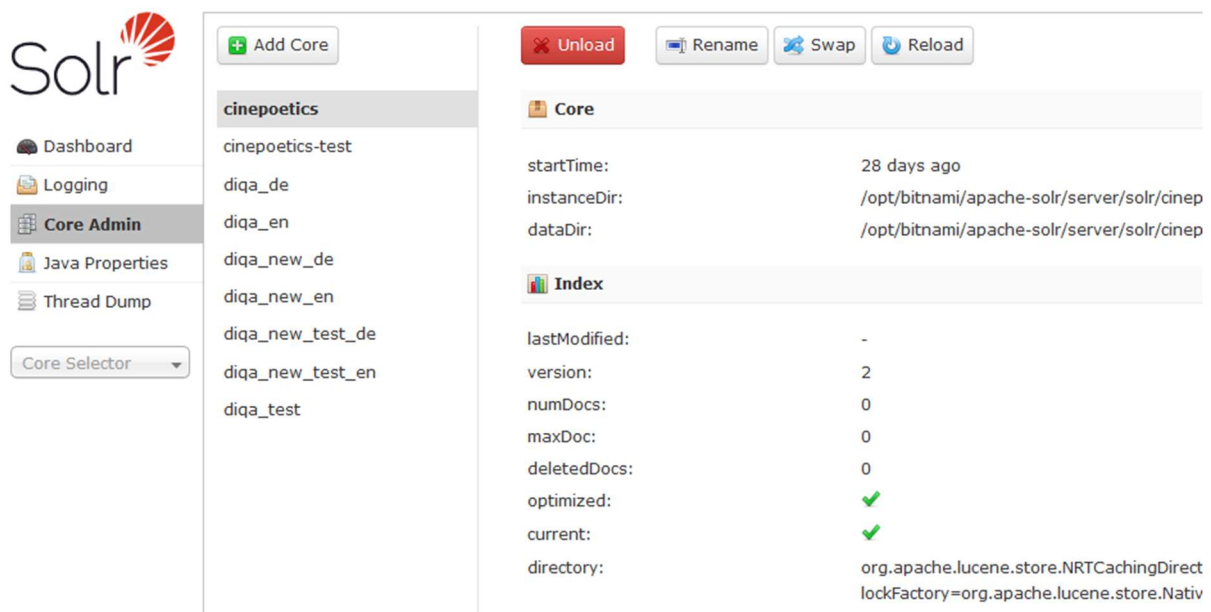 Solr
Dashboard
Logging
Core Admin
Java Properties
Thread Dump
Core Selector
Add Core
cinepoetics
cinepoetics-test
diqa_de
diqa_en
diqa_new_de
diqa_new_en
diqa_new_test_de
diqa_new_test_en
diqa_test
Unload Rename Swap Reload
Core
startTime: 28 days ago
instanceDir: /opt/bitnami/apache-solr/server/solr/cinep
dataDir: /opt/bitnami/apache-solr/server/solr/cinep
Index
lastModified: -
version: 2
numDocs: 0
maxDoc: 0
deletedDocs: 0
optimized:
current:
directory: org.apache.lucene.store.NRTCachingDirect
lockFactory=org.apache.lucene.store.Nativ